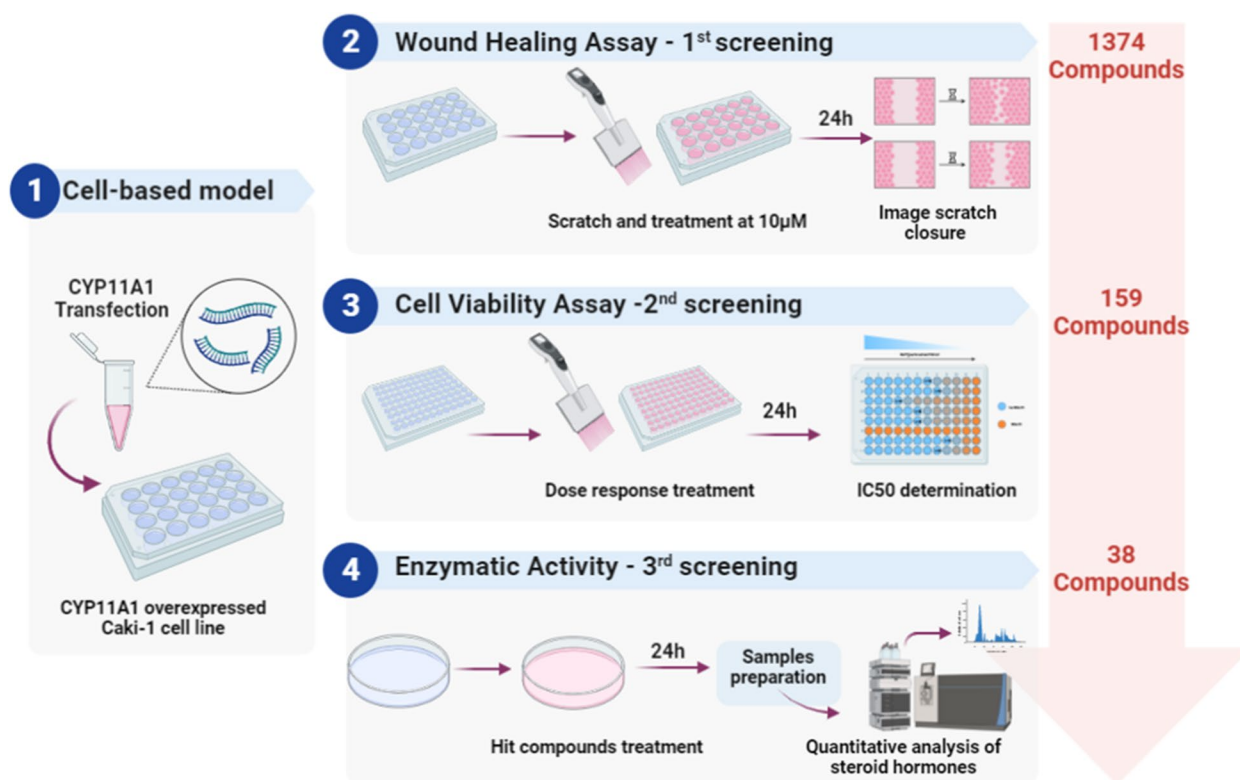 1 Cell-based model
CYP11A1
Transfection
CYP11A1 overexpressed
Caki-1 cell line
2 Wound Healing Assay - 1st screening
24h
Scratch and treatment at 10µM
Image scratch
closure
3 Cell Viability Assay -2nd screening
24h
Dose response treatment
IC50 determination
4 Enzymatic Activity - 3rd screening
24h
Samples
preparation
Hit compounds treatment
Quantitative analysis of
steroid hormones
1374
Compounds
159
Compounds
38
Compounds